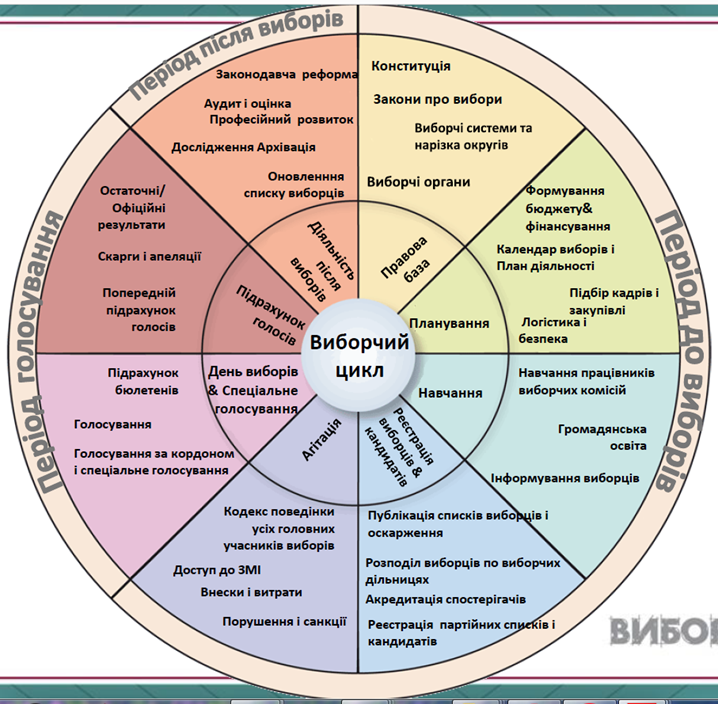 Період після виборів
Законодавча реформа
Аудит і оцінка
Професійний розвиток
Дослідження Архівація
Оновленння
списку виборців
Діяльність
після
виборів
Конституція
Закони про вибори
Виборчі системи та
нарізка округів
Виборчі органи
Правова
база
Період до виборів
Формування
бюджету&
фінансування
Календар виборів і
План діяльності
Підбір кадрів і
закупівлі
Логістика і
безпека
Планування
Навчання працівників
виборчих комісій
Громадянська
освіта
Інформування виборців
Навчання
Реєстрація
виборців &
кандидатів
Публікація списків виборців і
оскарження
Розподіл виборців по виборчих
дільницях
Акредитація спостерігачів
Реєстрація партійних списків і
кандидатів
Агітація
Кодекс поведінки
усіх головних
учасників виборів
Доступ до ЗМІ
Внески і витрати
Порушення і санкції
Період голосування
День виборів
& Спеціальне
голосування
Підрахунок
бюлетенів
Голосування
Голосування за кордоном
і спеціальне голосування
Підрахунок
голосів
Остаточні/
Офіційні
результати
Скарги і апеляції
Попередній
підрахунок
голосів
Виборчий
цикл